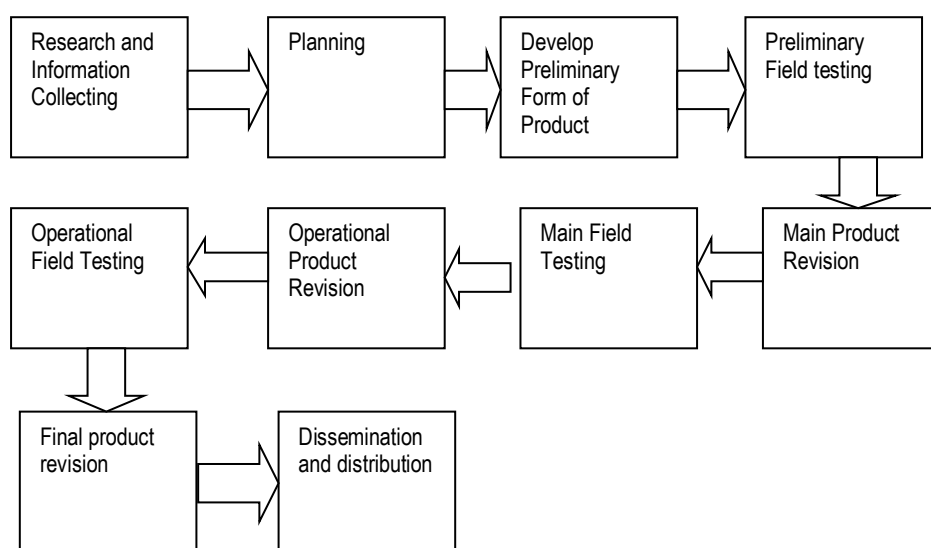 Research and
Information
Collecting
Planning
Develop
Preliminary
Form of
Product
Preliminary
Field testing
Main Product
Revision
Main Field
Testing
Operational
Product
Revision
Operational
Field Testing
Final product
revision
Dissemination
and distribution